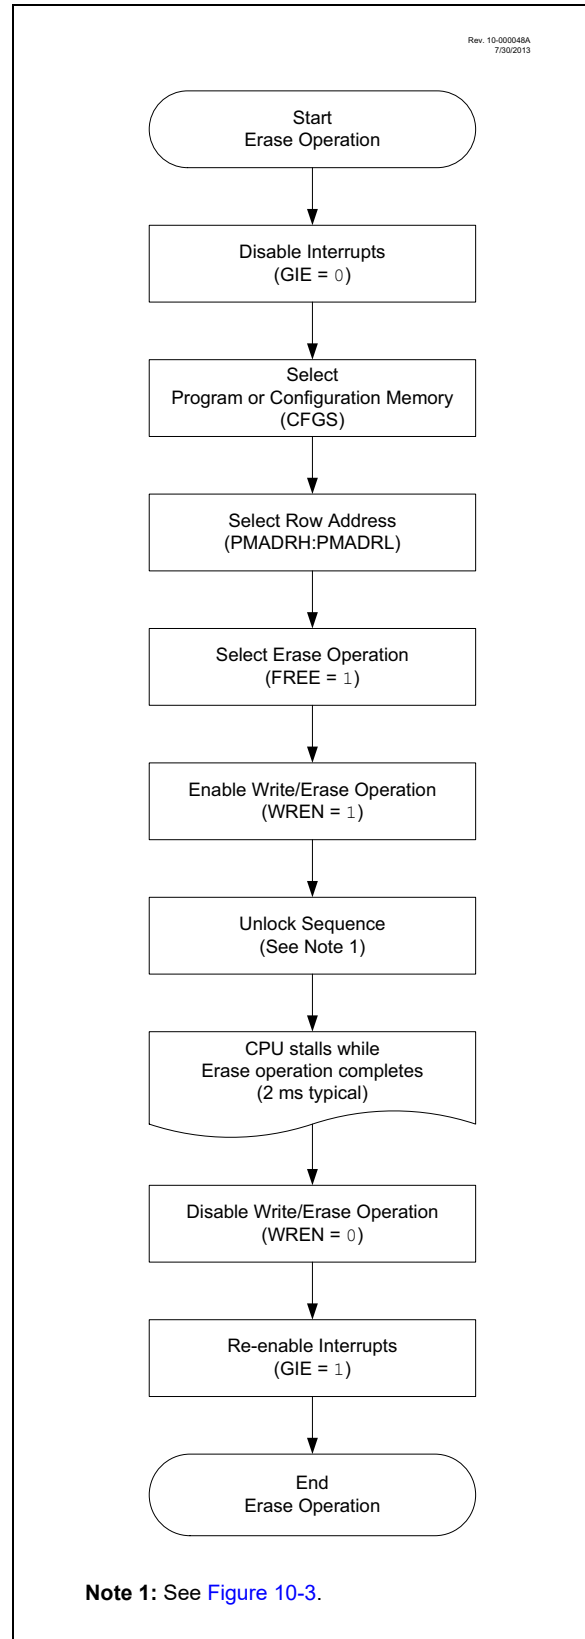 Rev. 10-000048A
7/30/2013
Start
Erase Operation
Disable Interrupts
(GIE = 0)
Select
Program or Configuration Memory
(CFGS)
Select Row Address
(PMADRH:PMADRL)
Select Erase Operation
(FREE = 1)
Enable Write/Erase Operation
(WREN = 1)
Unlock Sequence
(See Note 1)
CPU stalls while
Erase operation completes
(2 ms typical)
Disable Write/Erase Operation
(WREN = 0)
Re-enable Interrupts
(GIE = 1)
End
Erase Operation
Note 1: See Figure 10-3.